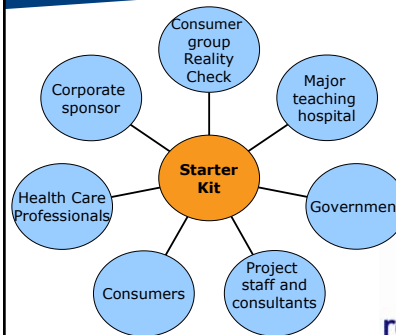 Consumer
group
Reality
Check
Corporate
sponsor
Major
teaching
hospital
Starter
Kit
Health Care
Professionals
Governmen
Consumers
Project
staff and
consultants